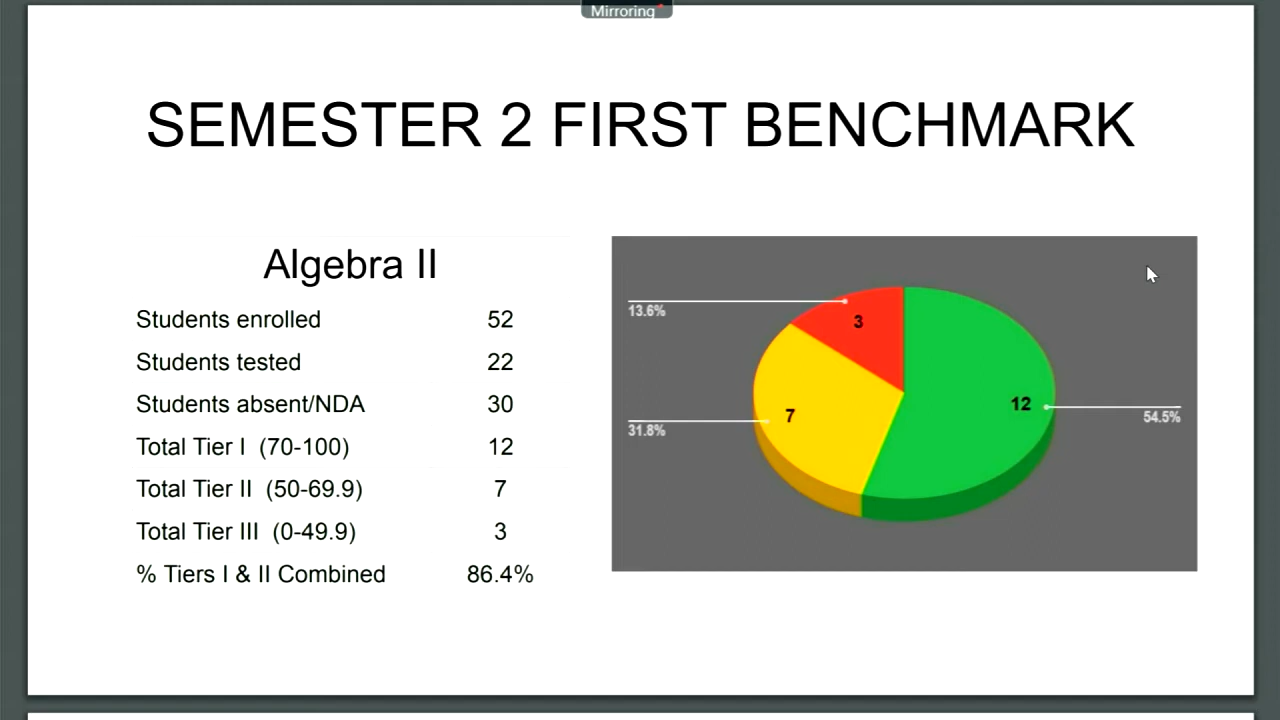 Mirroring
SEMESTER 2 FIRST BENCHMARK
Algebra II
Students enrolled 52
Students tested 22
Students absent/NDA 30
Total Tier I (70-100) 12
Total Tier II (50-69.9) 7
Total Tier III (0-49.9) 3
% Tiers I & II Combined 86.4%
13.6%
3
12
7
31.8%
54.5%